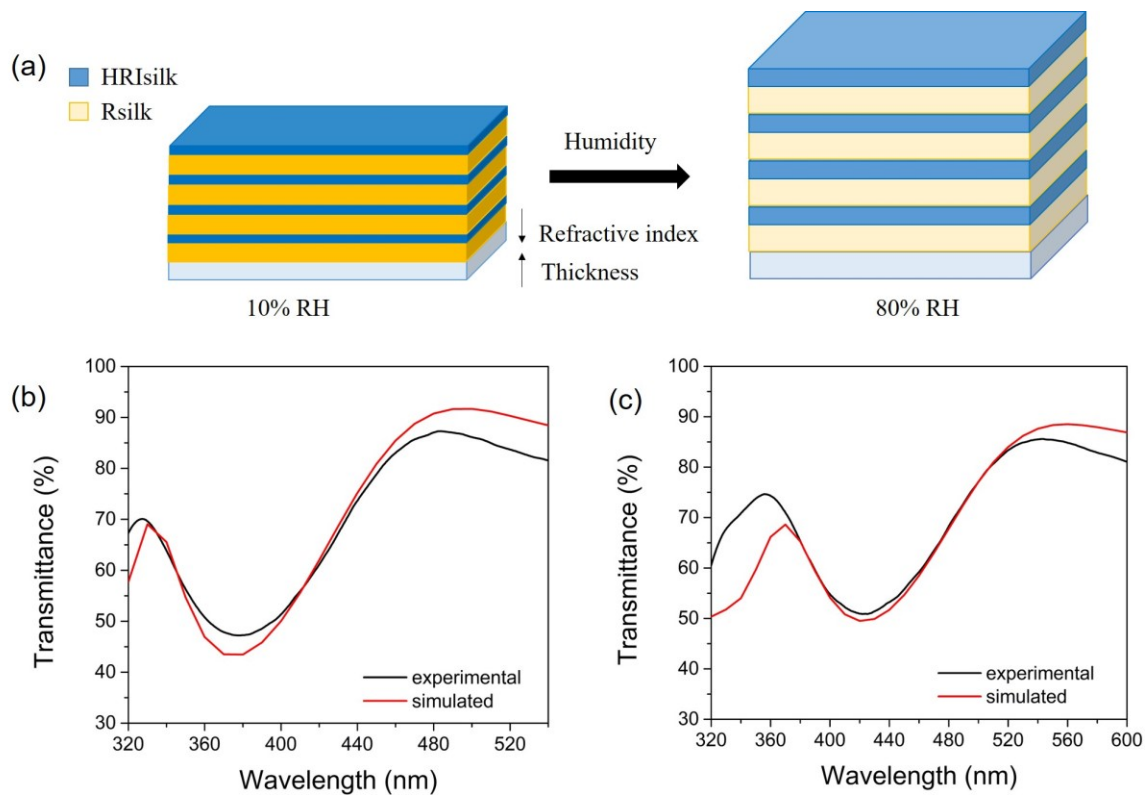 (a)
HRIsilk
Rsilk
Humidity
Refractive index
Thickness
10% RH
80% RH
(b)
100
90
80
70
60
50
40
30
Transmittance (%)
320 360 400 440 480 520
Wavelength (nm)
experimental
simulated
(c)
100
90
80
70
60
50
40
30
Transmittance (%)
320 360 400 440 480 520 560 600
Wavelength (nm)
experimental
simulated